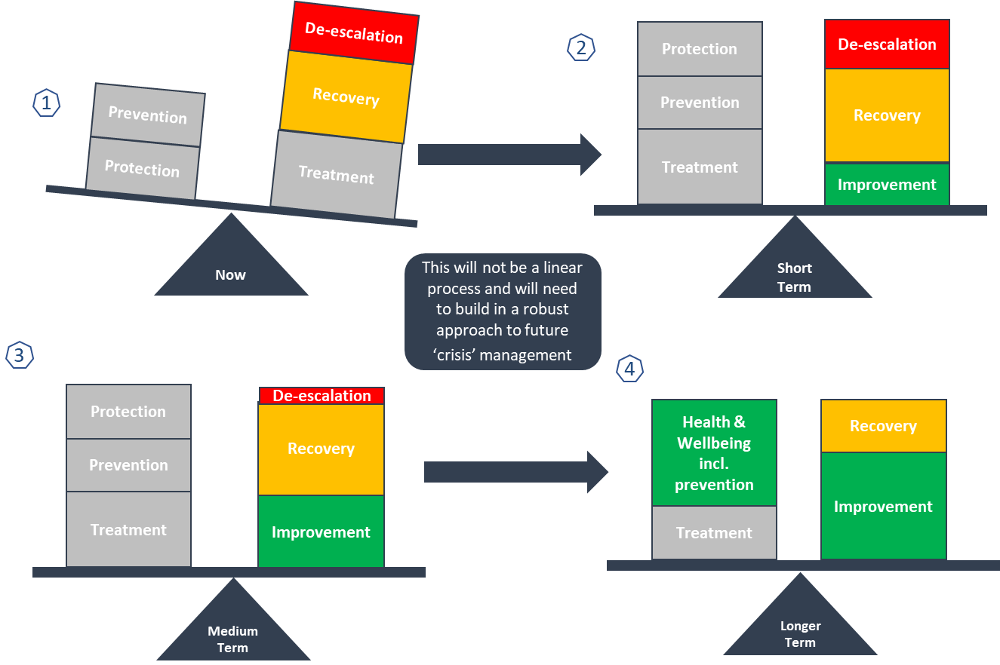 1
Prevention
Protection
De-escalation
Recovery
Treatment
Now
2
Protection
Prevention
Treatment
De-escalation
Recovery
Improvement
Short
Term
This will not be a linear
process and will need
to build in a robust
approach to future
‘crisis’ management
3
Protection
Prevention
Treatment
De-escalation
Recovery
Improvement
Medium
Term
4
Health &
Wellbeing
incl.
prevention
Treatment
Recovery
Improvement
Longer
Term